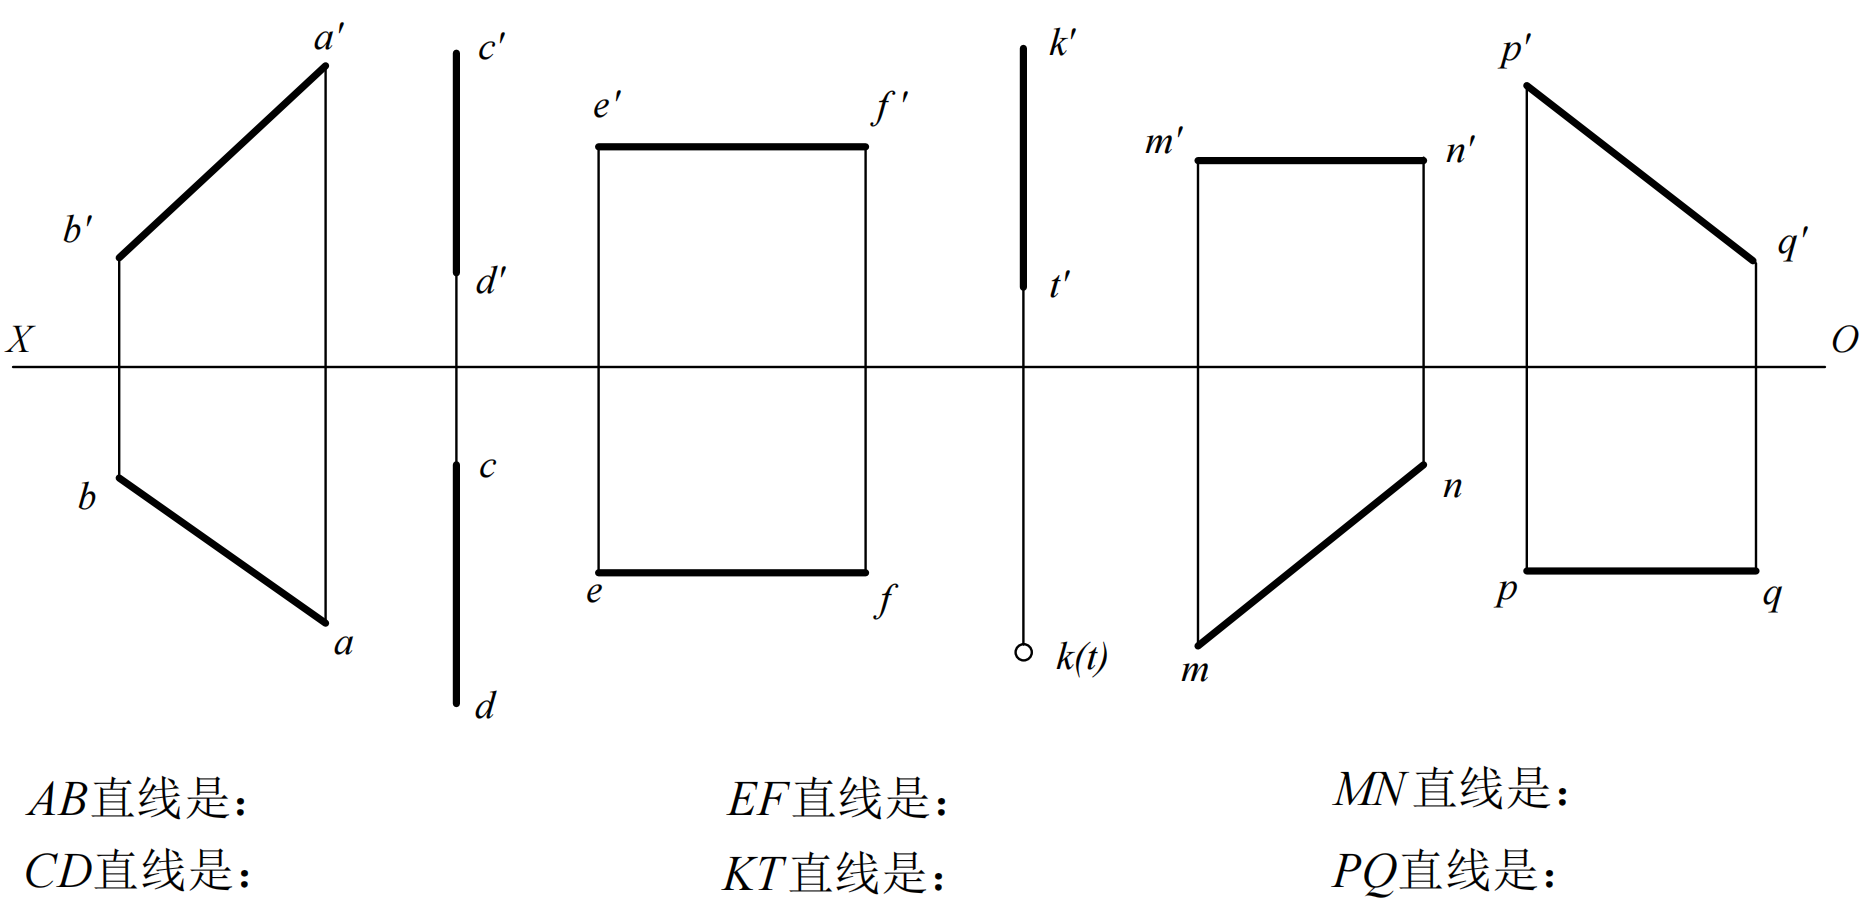 a′
c′
k′
p′
e′
f′
m′
n′
b′
q′
d′
t′
X
O
c
b
n
e
f
p
q
a
k(t)
m
d
AB直线是：
EF直线是：
MN直线是：
CD直线是：
KT直线是：
PQ直线是：